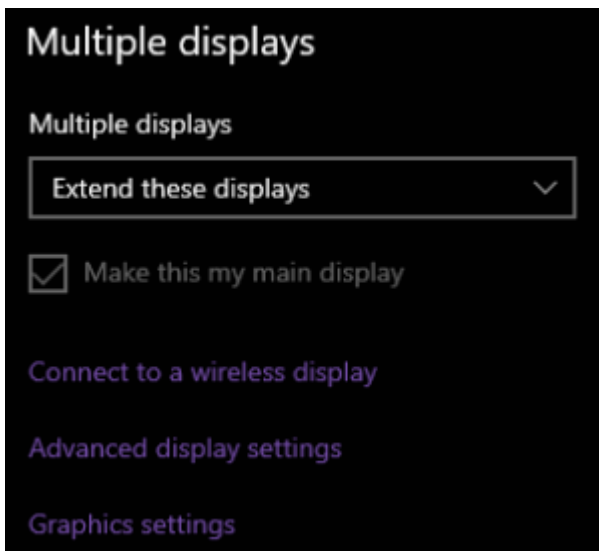 Multiple displays
Multiple displays
Extend these displays
Make this my main display
Connect to a wireless display
Advanced display settings
Graphics settings